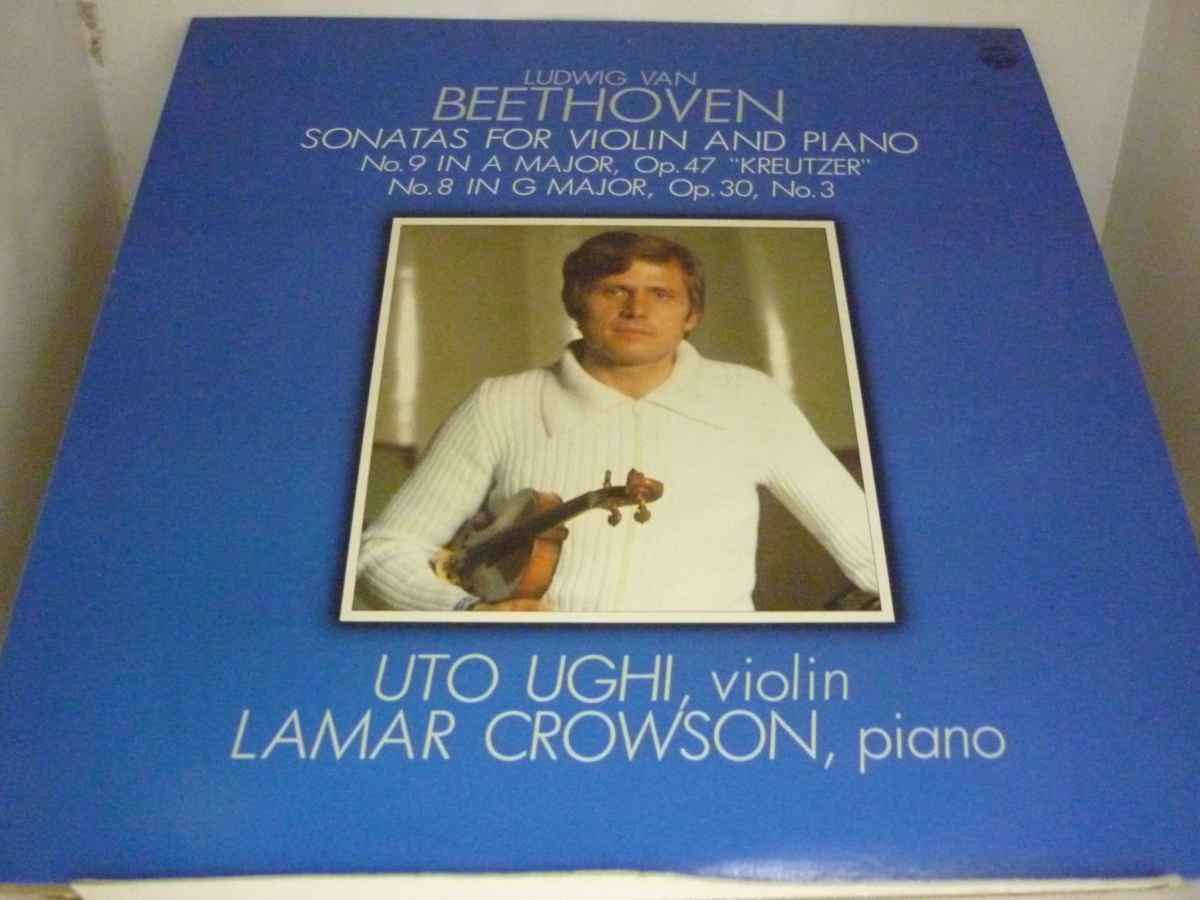 LUDWIG VAN
BEETHOVEN
SONATAS FOR VIOLIN AND PIANO
No.9 IN A MAJOR, Op.47 "KREUTZER"
No.8 IN G MAJOR, Op.30, No.3
UTO UGHI, violin
LAMAR CROWSON, piano